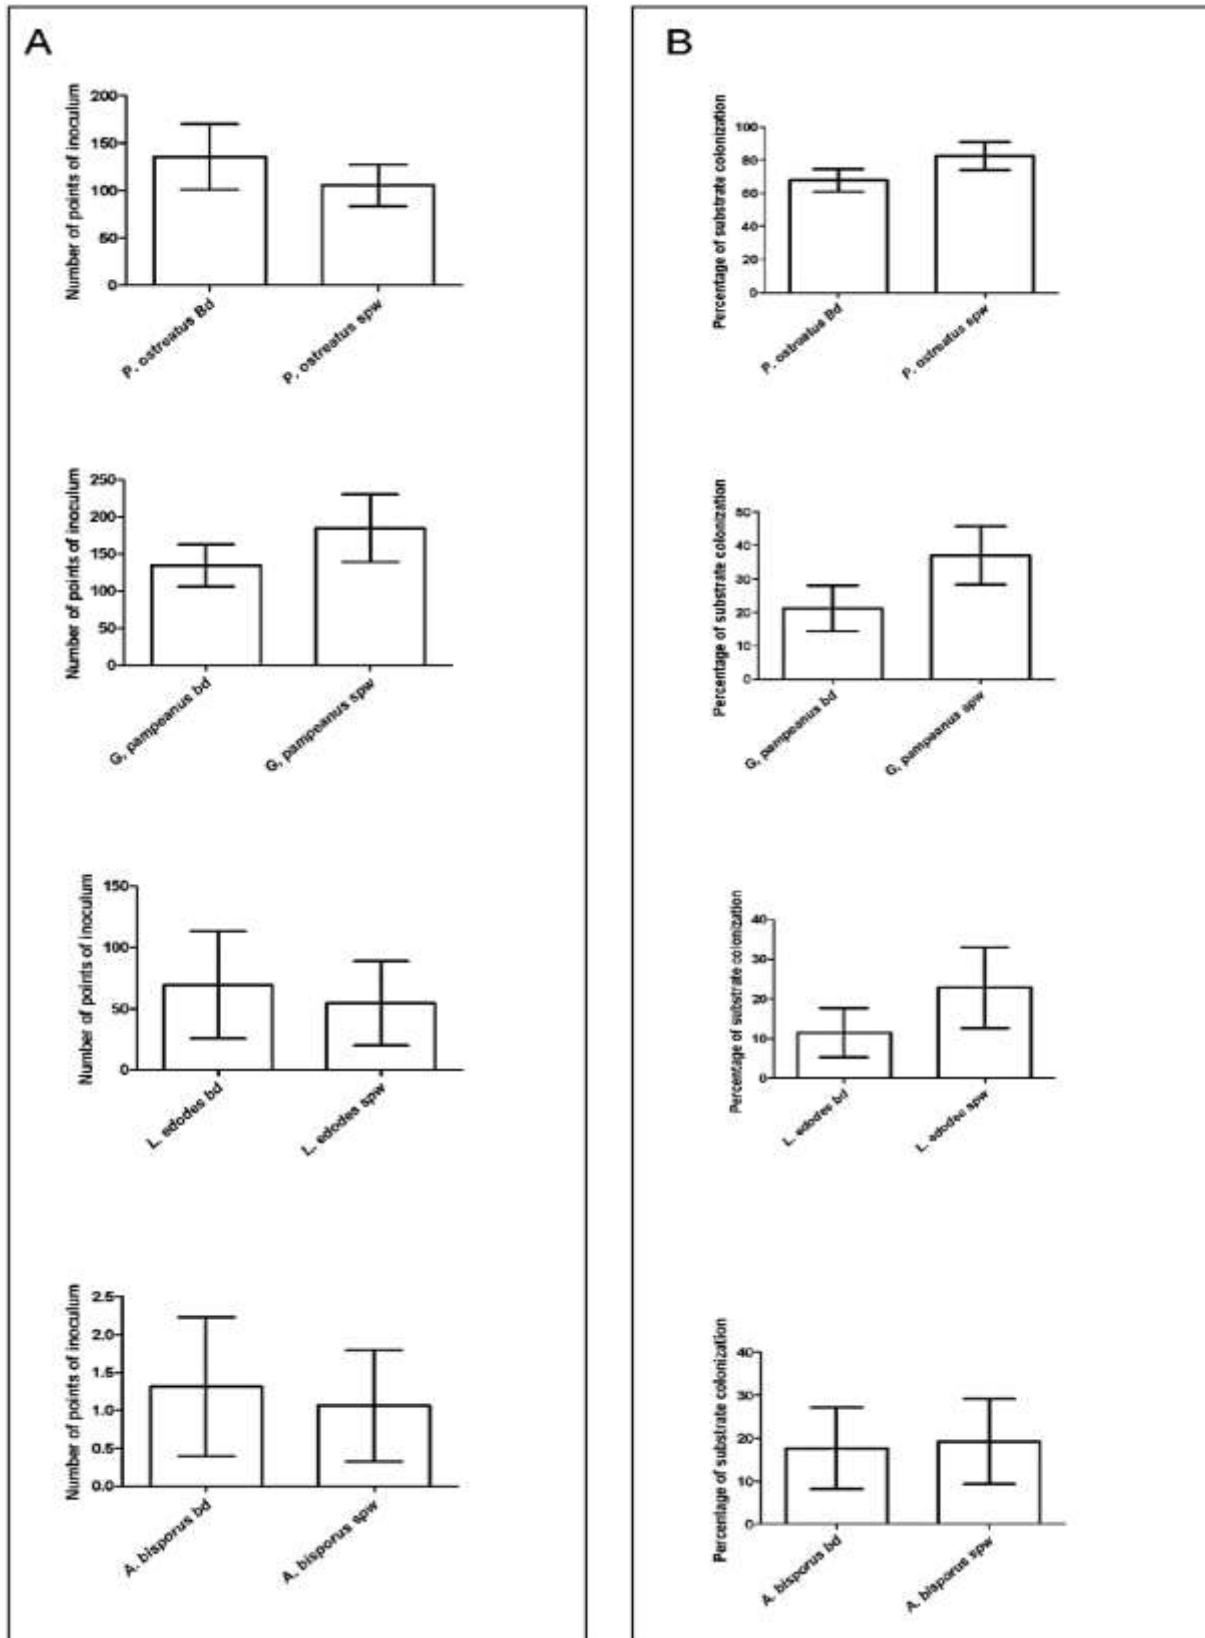 A
Number of points of inoculum
200
150
100
50
0
P. ostreatus Bd
P. ostreatus spw
Number of points of inoculum
250
200
150
100
50
0
G, pampeanus bd
G, pampeanus spw
Number of points of inoculum
150
100
50
0
L. edodes bd
L. edodes spw
Number of points of inoculum
2.5
2.0
1.5
1.0
0.5
0.0
A. bisporus bd
A. bisporus spw
B
Percentage of substrate colonization
100
80
60
40
20
0
P. ostreatus Bd
P. ostreatus spw
Percentage of substrate colonization
50
40
30
20
10
0
G, pampeanus bd
G, pampeanus spw
Percentage of substrate colonization
40
30
20
10
0
L. edodes bd
L. edodes spw
Percentage of substrate colonization
40
30
20
10
0
A. bisporus bd
A. bisporus spw